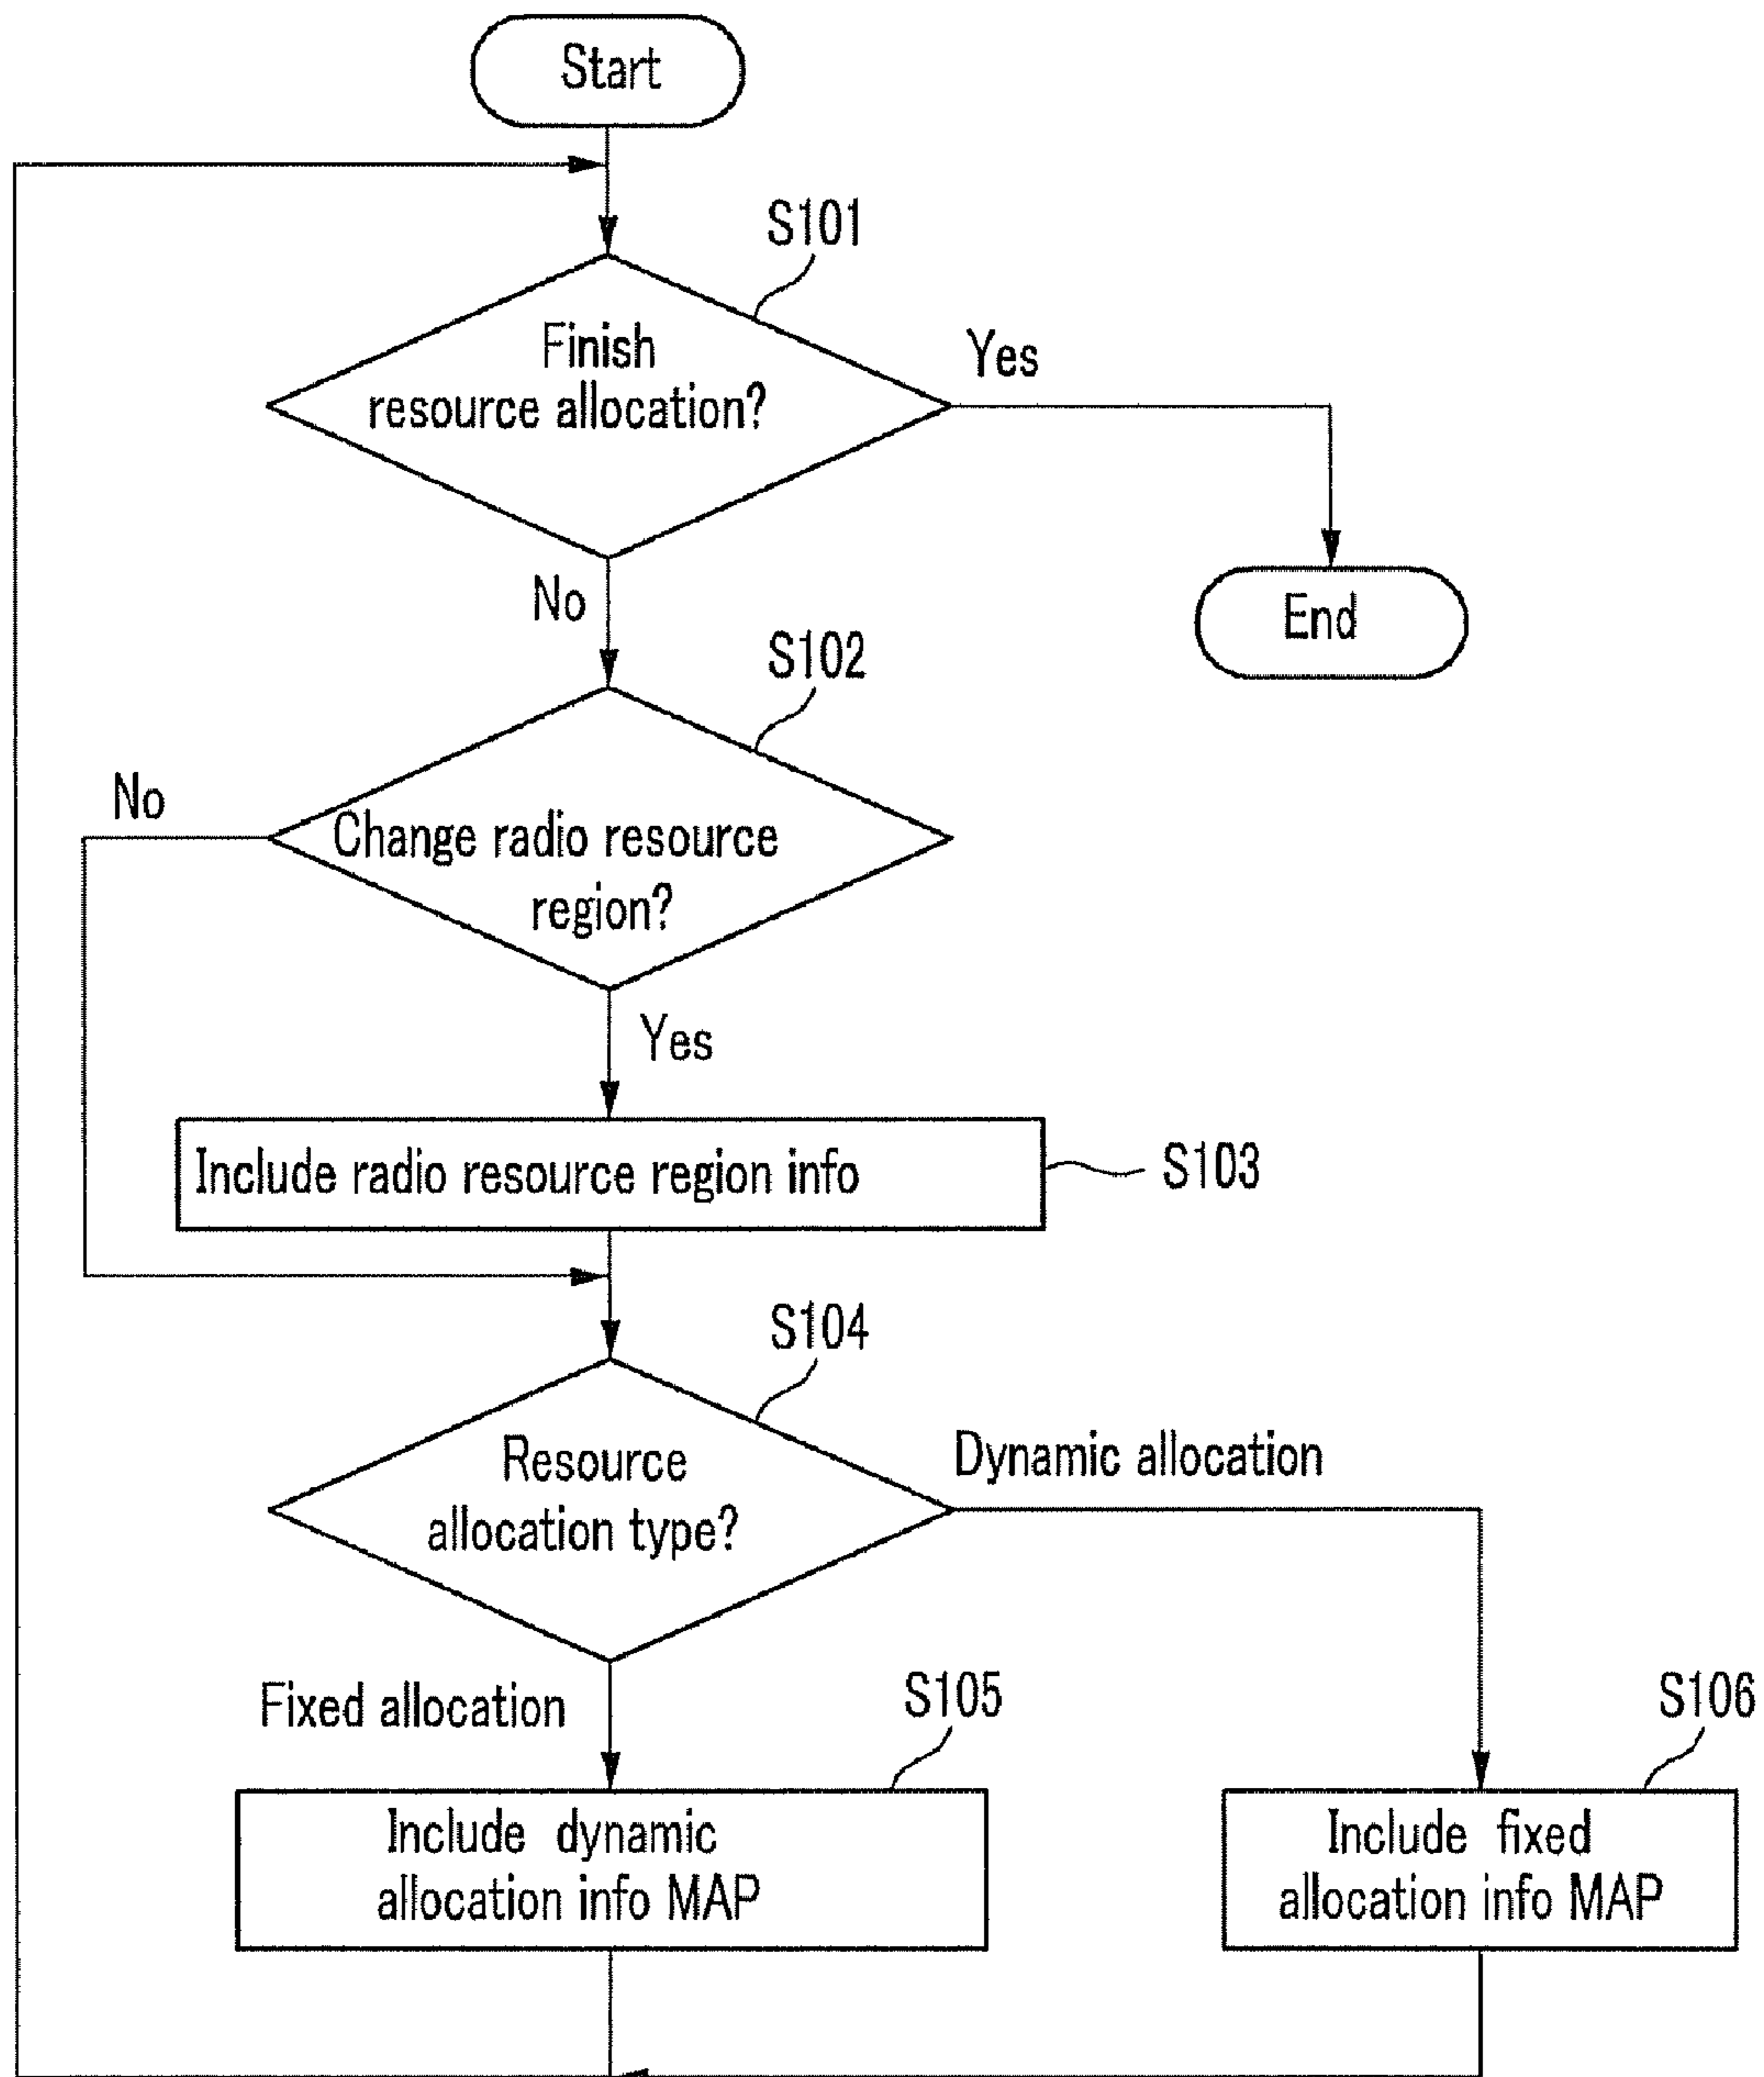 Start
S101
Finish
resource allocation?
Yes
No
End
S102
No
Change radio resource
region?
Yes
Include radio resource region info
S103
S104
Resource
allocation type?
Dynamic allocation
Fixed allocation
S105
S106
Include dynamic
allocation info MAP
Include fixed
allocation info MAP